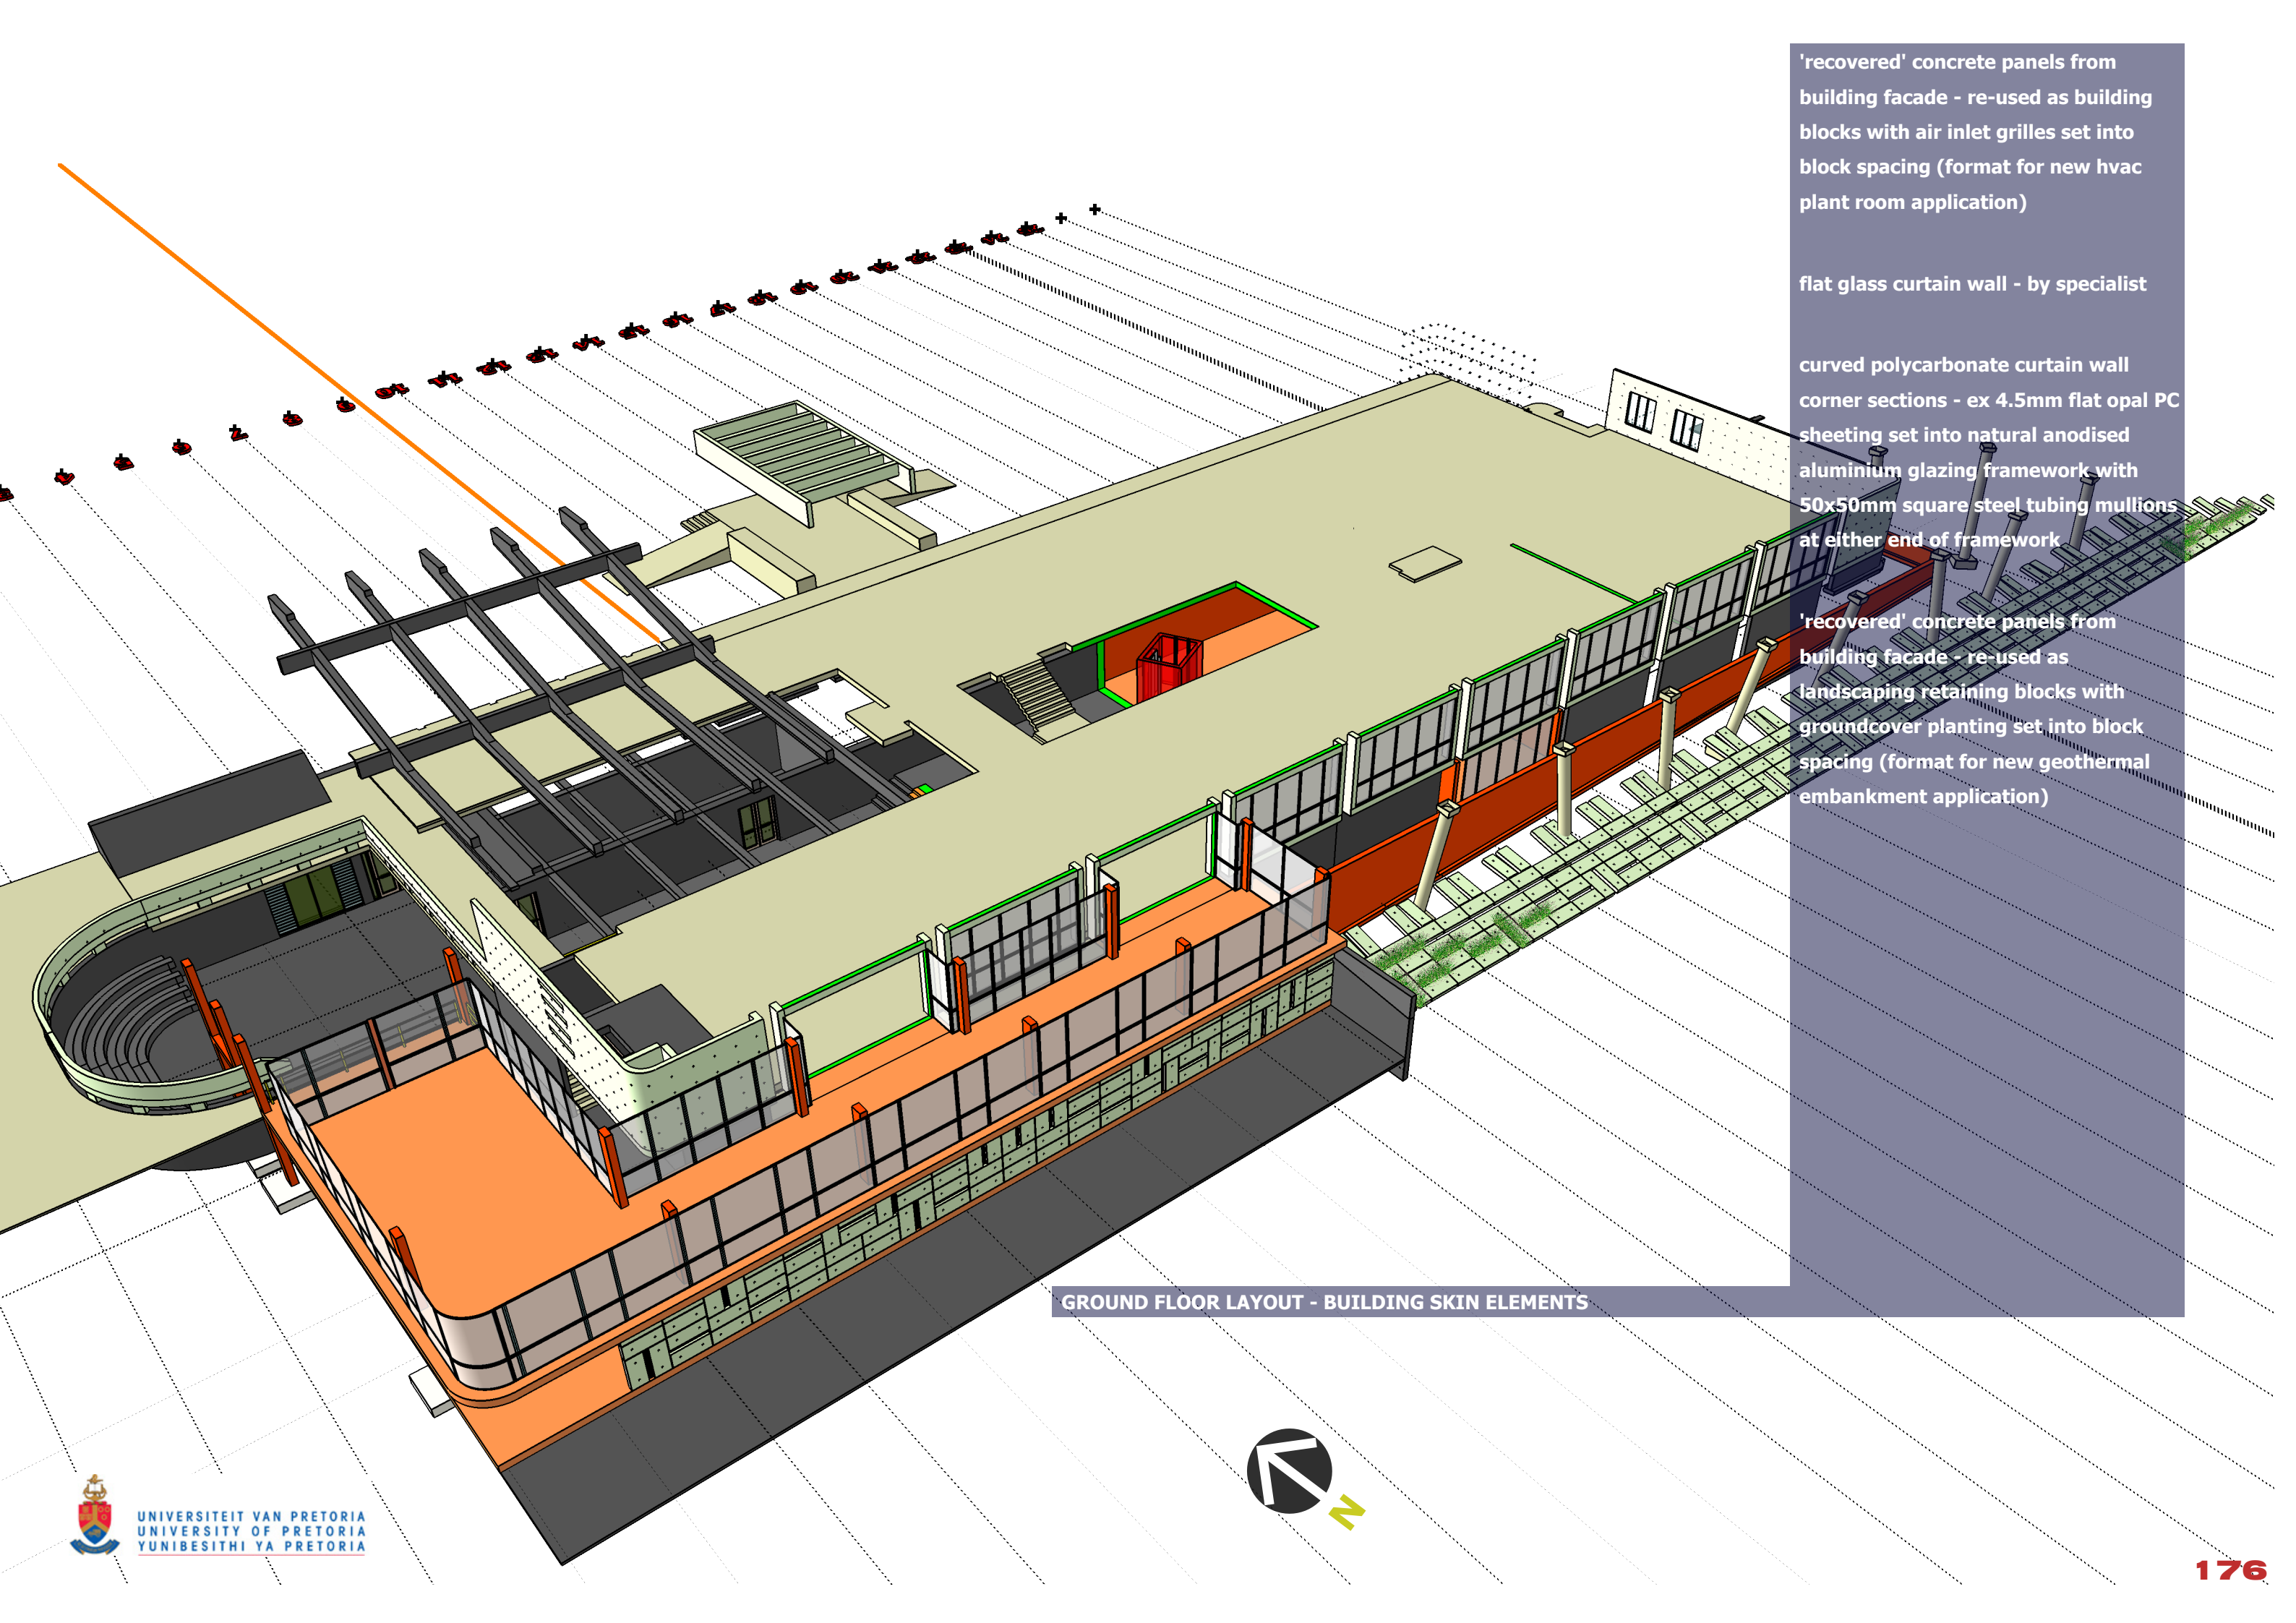 'recovered' concrete panels from
building facade - re-used as building
blocks with air inlet grilles set into
block spacing (format for new hvac
plant room application)
flat glass curtain wall - by specialist
curved polycarbonate curtain wall
corner sections - ex 4.5mm flat opal PC
sheeting set into natural anodised
aluminium glazing framework with
50x50mm square steel tubing mullions
at either end of framework
'recovered' concrete panels from
building facade - re-used as
landscaping retaining blocks with
groundcover planting set into block
spacing (format for new geothermal
embankment application)
GROUND FLOOR LAYOUT - BUILDING SKIN ELEMENTS
N
UNIVERSITEIT VAN PRETORIA
UNIVERSITY OF PRETORIA
YUNIBESITHI YA PRETORIA
176